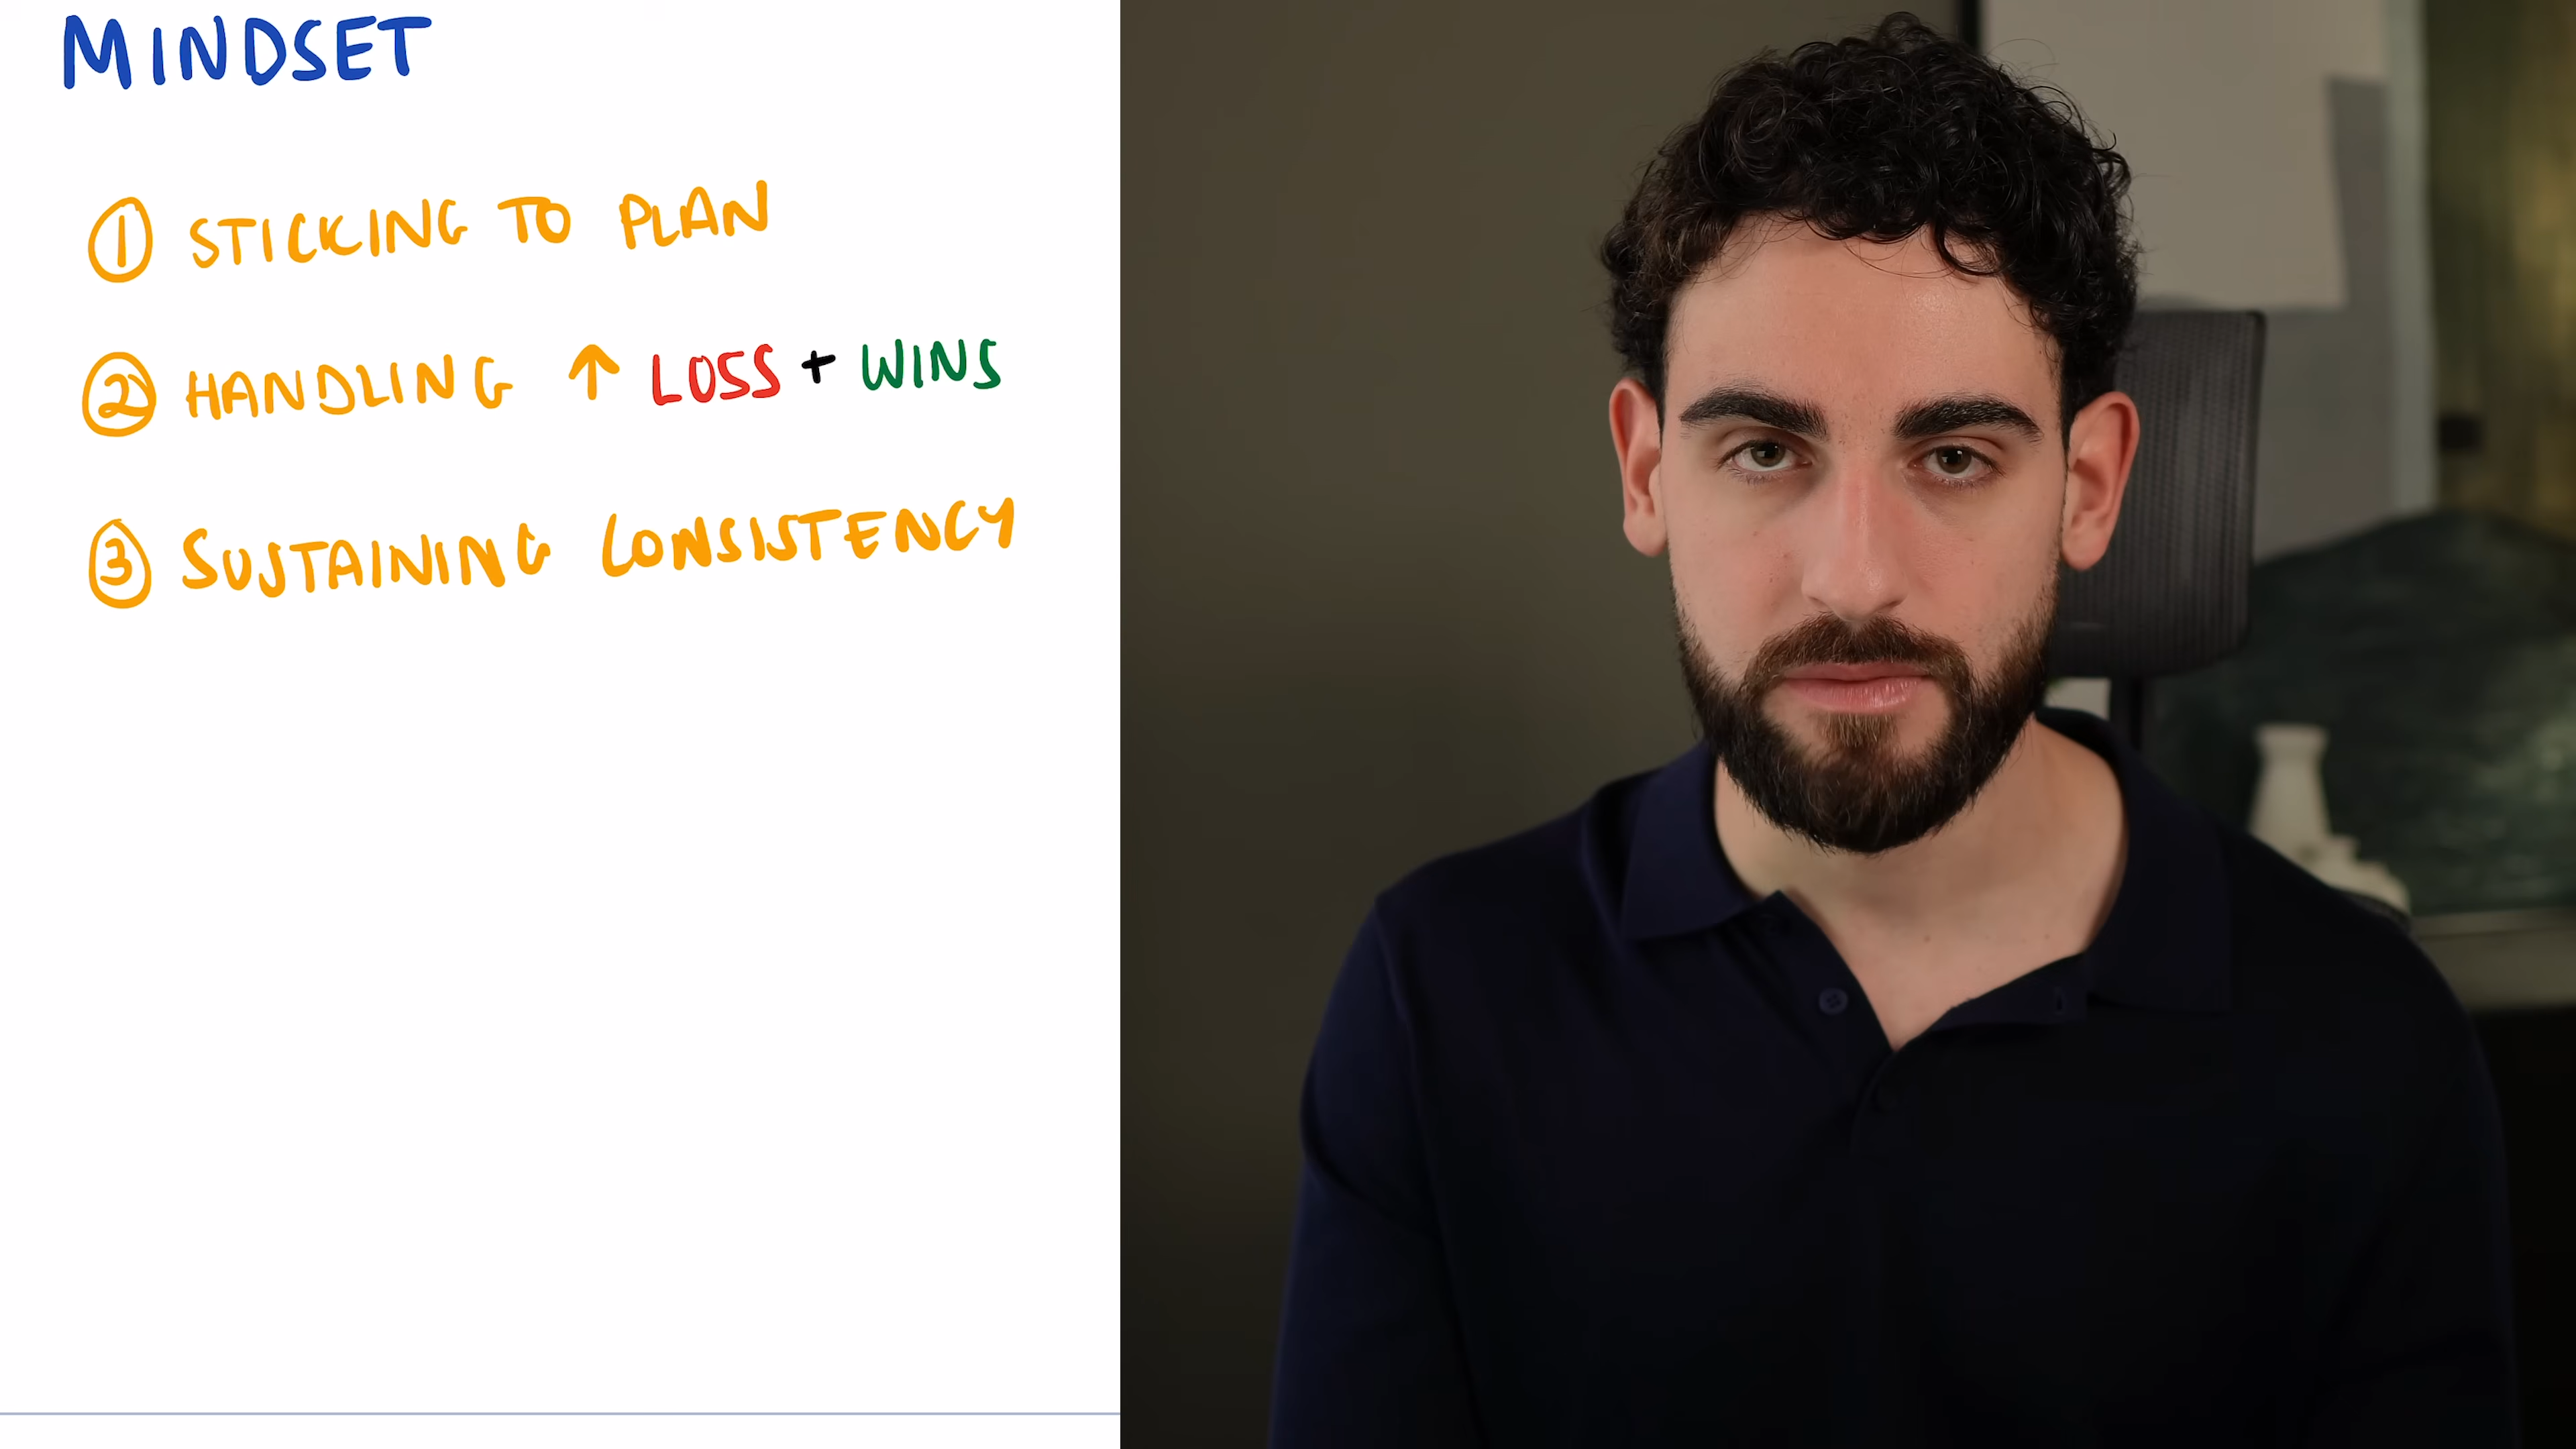 MINDSET
① STICKING TO PLAN
② HANDLING ↑ LOSS + WINS
③ SUSTAINING CONSISTENCY